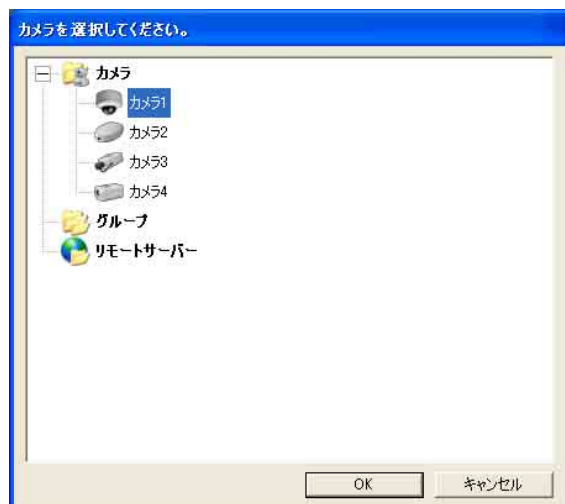 カメラを選択してください。
カメラ
カメラ1
カメラ2
カメラ3
カメラ4
グループ
リモートサーバー
OK
キャンセル